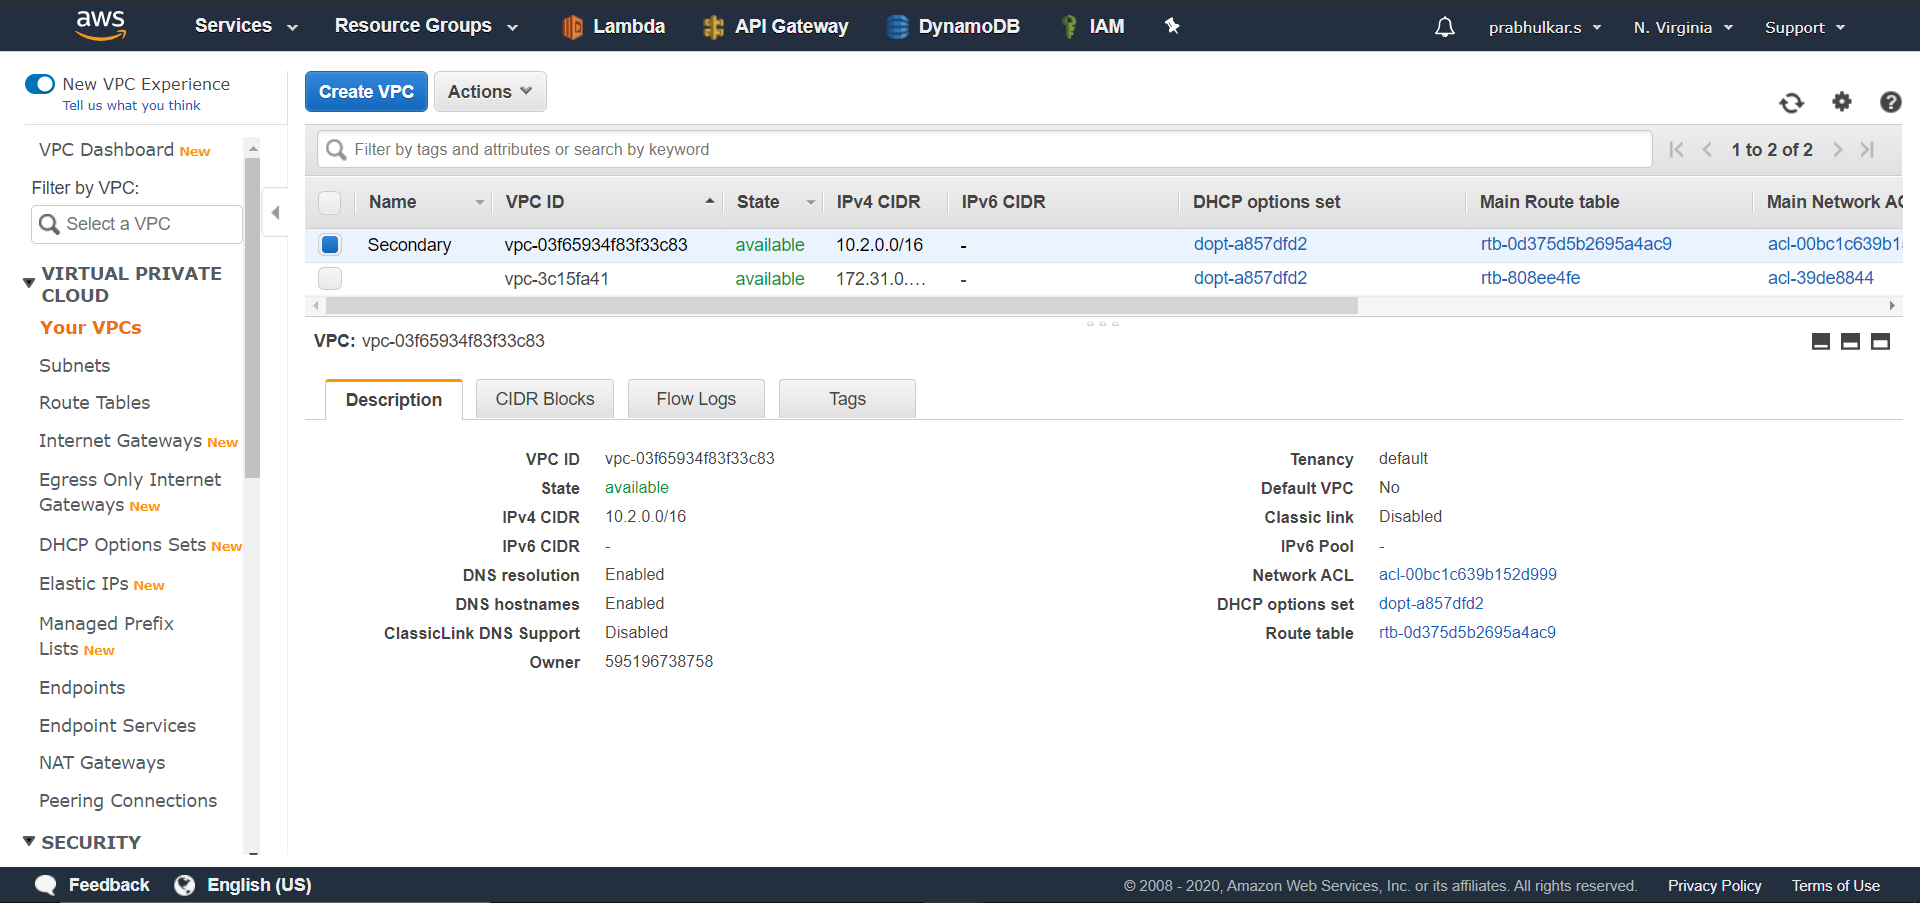 aws Services Resource Groups Lambda API Gateway DynamoDB IAM prabhulkar.s N. Virginia Support
New VPC Experience
Tell us what you think
VPC Dashboard New
Filter by VPC:
Select a VPC
VIRTUAL PRIVATE
CLOUD
Your VPCs
Subnets
Route Tables
Internet Gateways New
Egress Only Internet
Gateways New
DHCP Options Sets New
Elastic IPs New
Managed Prefix
Lists New
Endpoints
Endpoint Services
NAT Gateways
Peering Connections
SECURITY
Create VPC Actions
Filter by tags and attributes or search by keyword 1 to 2 of 2
Name VPC ID State IPv4 CIDR IPv6 CIDR DHCP options set Main Route table Main Network AC
Secondary vpc-03f65934f83f33c83 available 10.2.0.0/16 - dopt-a857dfd2 rtb-0d375d5b2695a4ac9 acl-00bc1c639b1
vpc-3c15fa41 available 172.31.0.... - dopt-a857dfd2 rtb-808ee4fe acl-39de8844
VPC: vpc-03f65934f83f33c83
Description CIDR Blocks Flow Logs Tags
VPC ID vpc-03f65934f83f33c83
State available
IPv4 CIDR 10.2.0.0/16
IPv6 CIDR -
DNS resolution Enabled
DNS hostnames Enabled
ClassicLink DNS Support Disabled
Owner 595196738758
Tenancy default
Default VPC No
Classic link Disabled
IPv6 Pool -
Network ACL acl-00bc1c639b152d999
DHCP options set dopt-a857dfd2
Route table rtb-0d375d5b2695a4ac9
Feedback English (US) © 2008 - 2020, Amazon Web Services, Inc. or its affiliates. All rights reserved. Privacy Policy Terms of Use